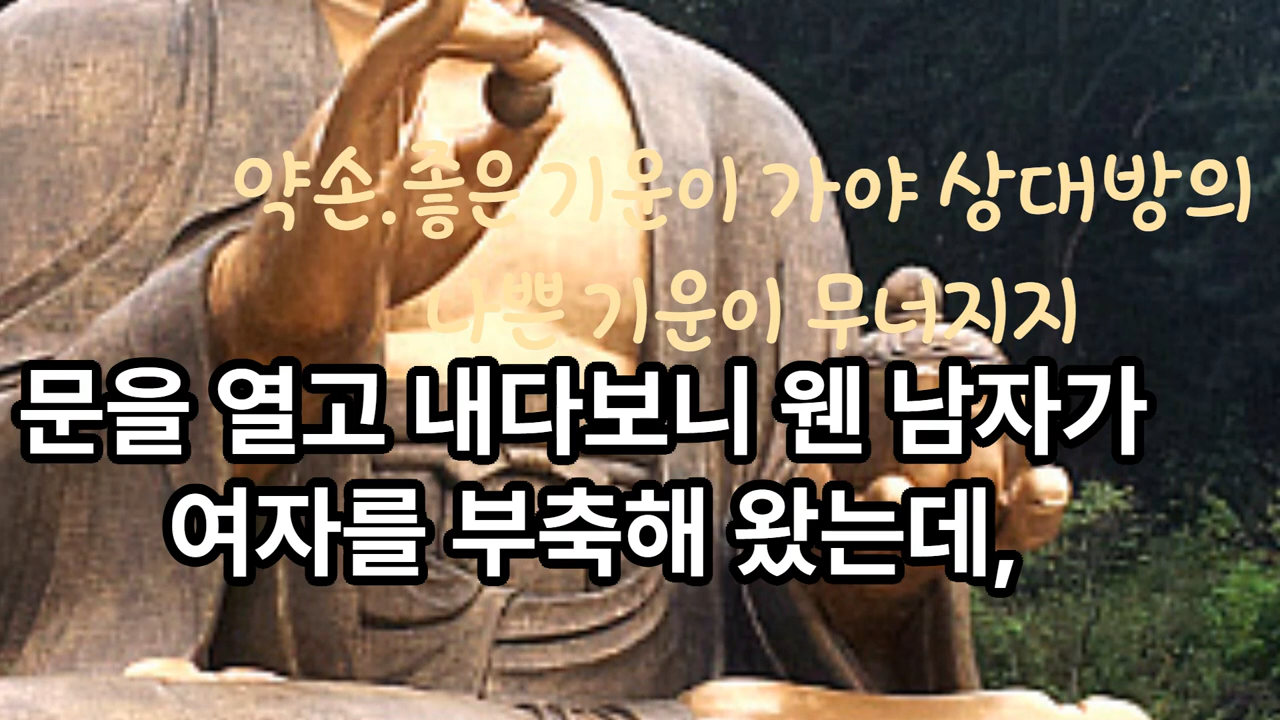 약손.좋은 기운이 가야 상대방의
나쁜 기운이 무너지지
문을 열고 내다보니 웬 남자가
여자를 부축해 왔는데,